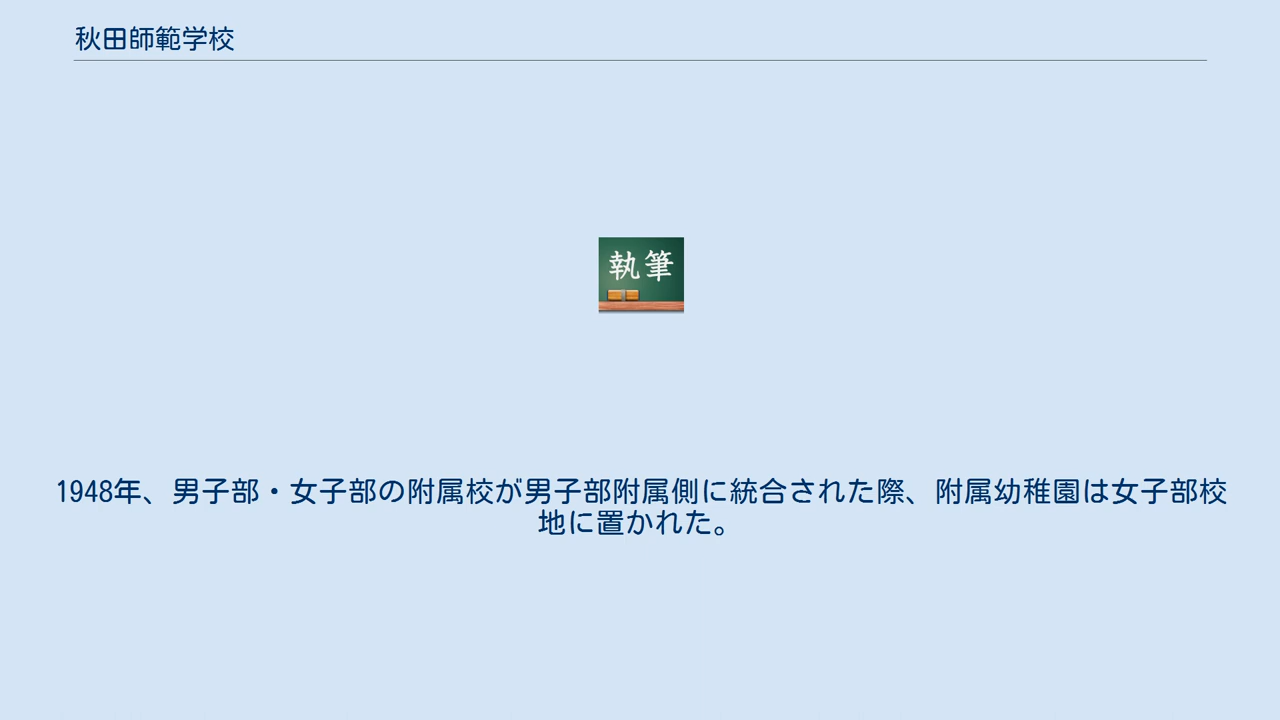 秋田師範学校
執筆
1948年、男子部・女子部の附属校が男子部附属側に統合された際、附属幼稚園は女子部校
地に置かれた。